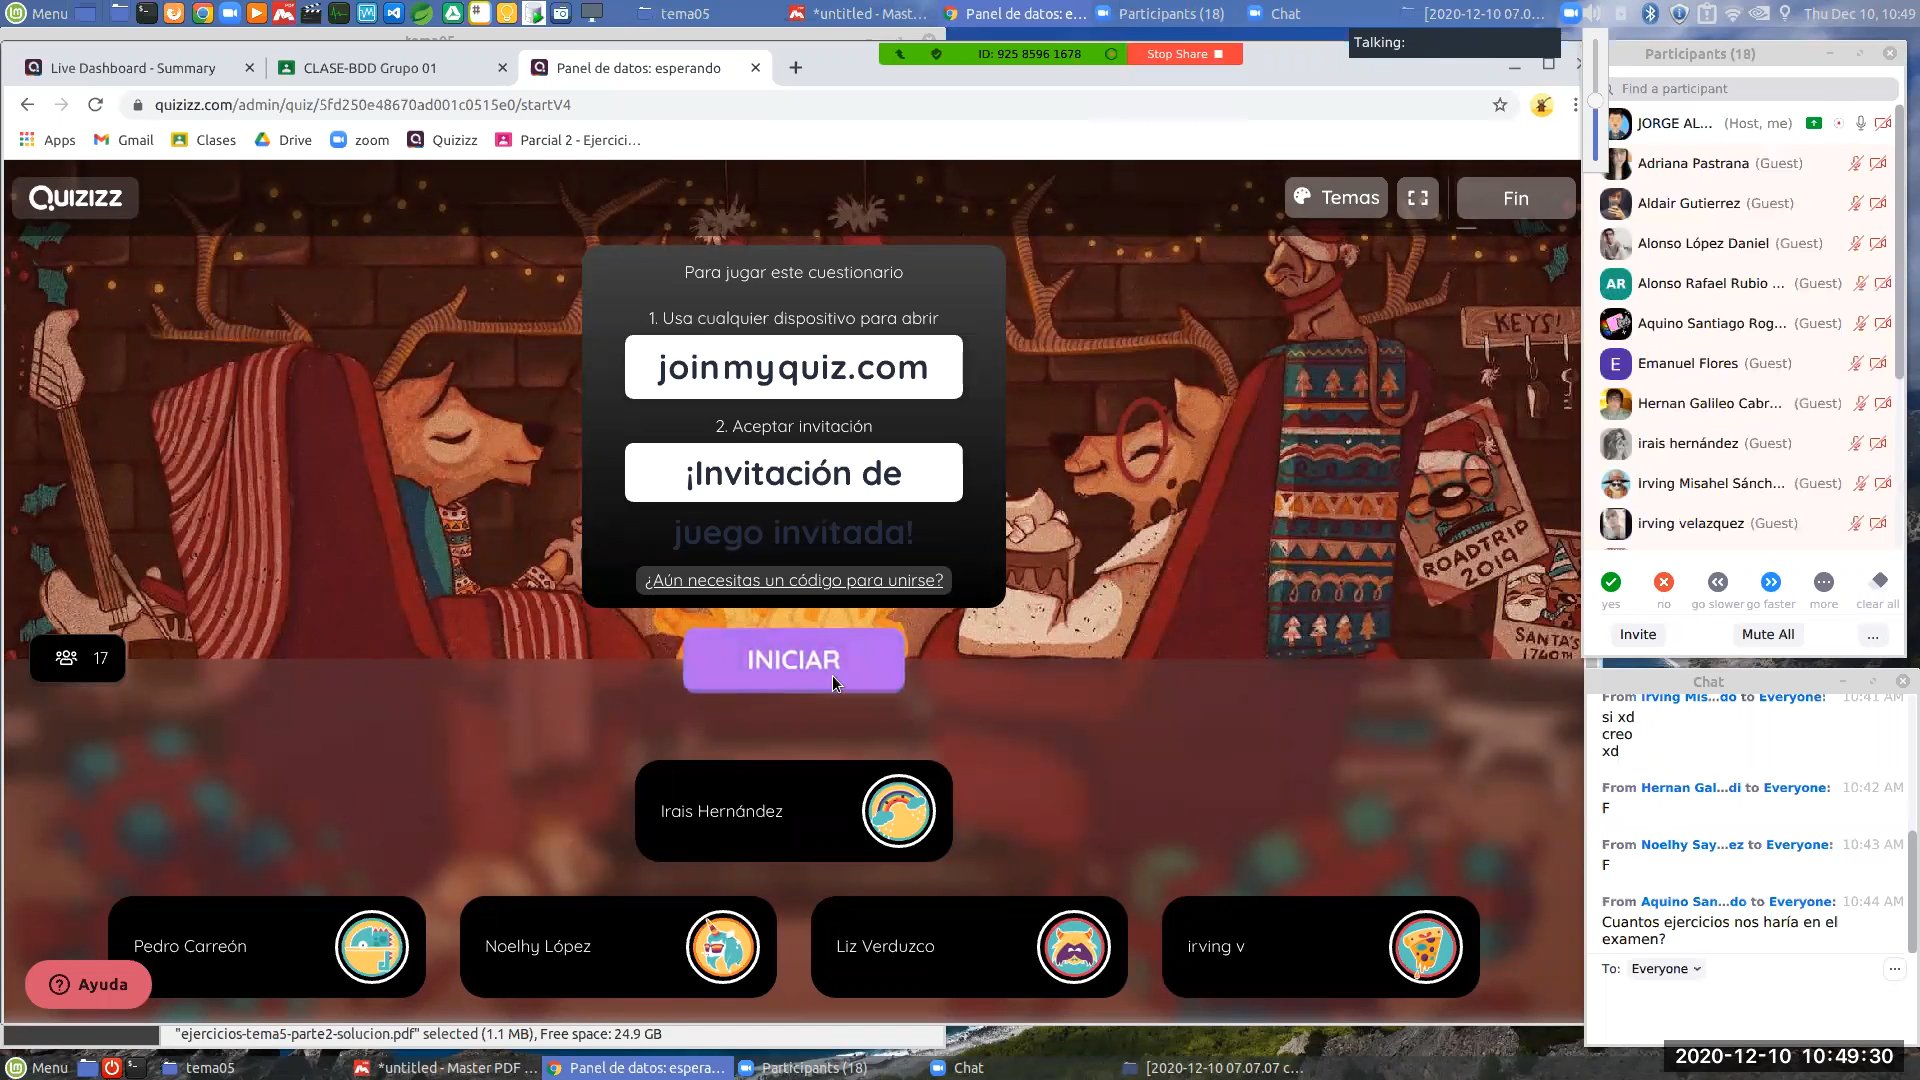 Menu
tema05
*untitled - Mast...
Panel de datos: e...
Participants (18)
Chat
[2020-12-10 07.0...
Thu Dec 10, 10:49
Live Dashboard - Summary
CLASE-BDD Grupo 01
Panel de datos: esperando
ID: 925 8596 1678
Stop Share
Talking:
quizizz.com/admin/quiz/5fd250e48670ad001c0515e0/startV4
Apps
Gmail
Clases
Drive
zoom
Quizizz
Parcial 2 - Ejercici...
Quizizz
Temas
Fin
Para jugar este cuestionario
1. Usa cualquier dispositivo para abrir
joinmyquiz.com
2. Aceptar invitación
¡Invitación de
juego invitada!
¿Aún necesitas un código para unirse?
KEYS!
ROADTRIP
2019
SANTA'S
1740TH
17
INICIAR
Irais Hernández
Pedro Carreón
Noelhy López
Liz Verduzco
irving v
Ayuda
Participants (18)
Find a participant
JORGE AL... (Host, me)
Adriana Pastrana (Guest)
Aldair Gutierrez (Guest)
Alonso López Daniel (Guest)
AR Alonso Rafael Rubio ... (Guest)
Aquino Santiago Rog... (Guest)
E Emanuel Flores (Guest)
Hernan Galileo Cabr... (Guest)
irais hernández (Guest)
Irving Misahel Sánch... (Guest)
irving velazquez (Guest)
yes
no
go slower
go faster
more
clear all
Invite
Mute All
...
Chat
From Irving Mis...do to Everyone: 10:41 AM
si xd
creo
xd
From Hernan Gal...di to Everyone: 10:42 AM
F
From Noelhy Say...ez to Everyone: 10:43 AM
F
From Aquino San...do to Everyone: 10:44 AM
Cuantos ejercicios nos haría en el
examen?
To: Everyone
"ejercicios-tema5-parte2-solucion.pdf" selected (1.1 MB), Free space: 24.9 GB
2020-12-10 10:49:30
Menu
tema05
*untitled - Master PDF ...
Panel de datos: espera...
Participants (18)
Chat
[2020-12-10 07.07.07 c...